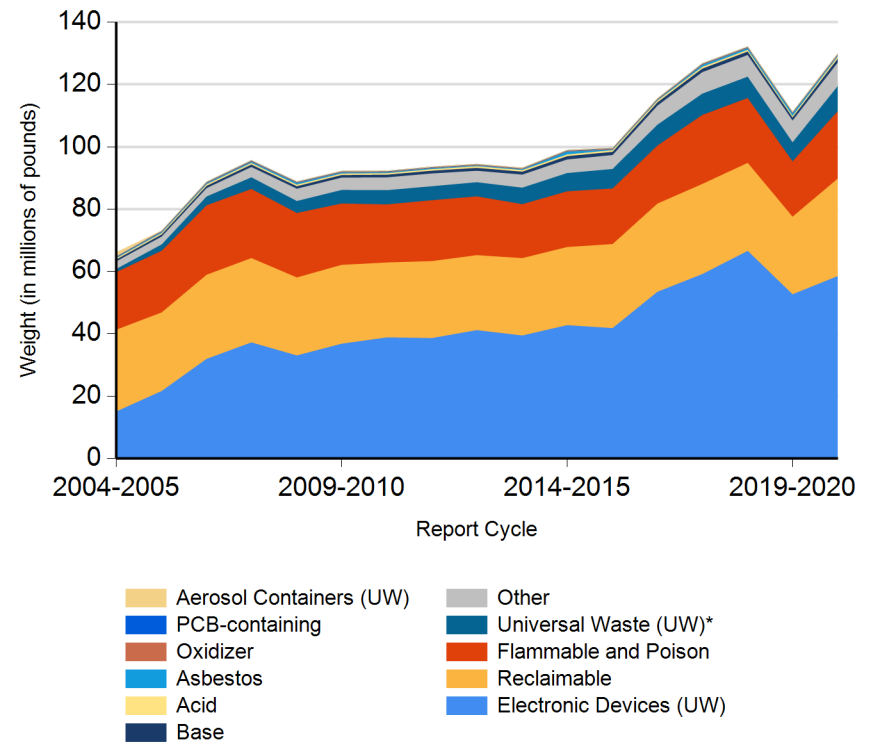 140
120
100
80
60
40
20
0
Weight (in millions of pounds)
2004-2005 2009-2010 2014-2015 2019-2020
Report Cycle
Aerosol Containers (UW)
PCB-containing
Oxidizer
Asbestos
Acid
Base
Other
Universal Waste (UW)*
Flammable and Poison
Reclaimable
Electronic Devices (UW)